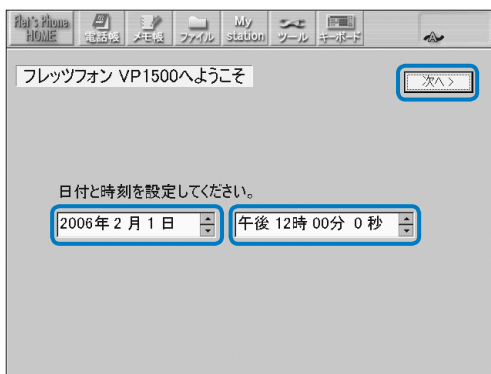 Flet's Phone HOME 電話帳 メモ帳 ファイル My station ツール キーボード
フレッツフォン VP1500へようこそ
次へ >
日付と時刻を設定してください。
2006年 2 月 1 日 午後 12時 00分 0 秒